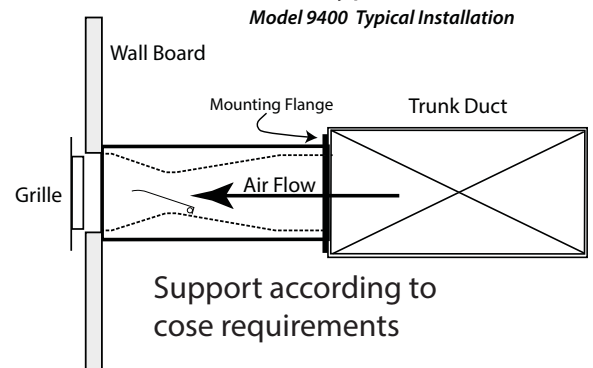 Model 9400 Typical Installation
Wall Board
Mounting Flange
Trunk Duct
Grille
Air Flow
Support according to
cose requirements